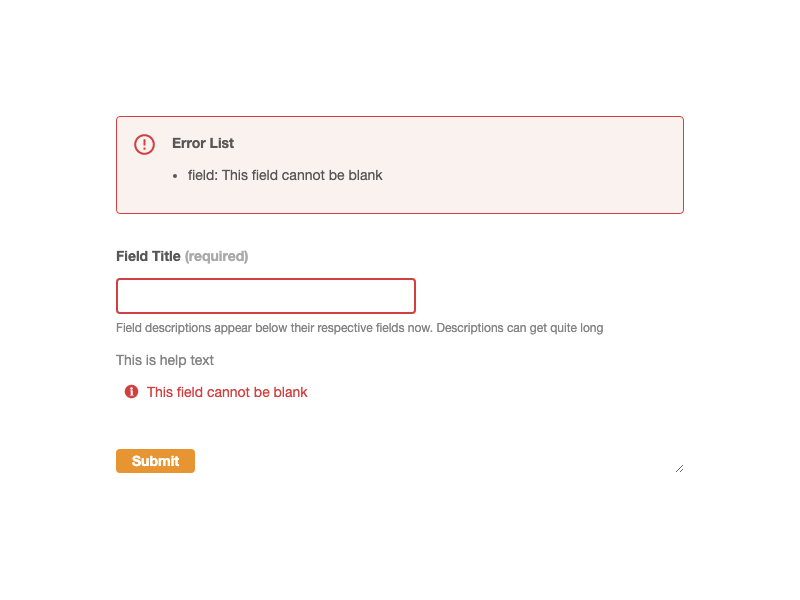 Error List
• field: This field cannot be blank
Field Title (required)
Field descriptions appear below their respective fields now. Descriptions can get quite long
This is help text
This field cannot be blank
Submit